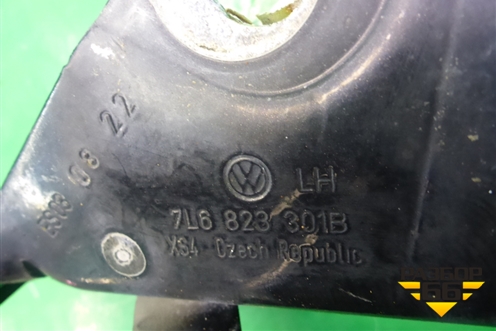 08 22
LH
7L6 823 301B
XS4 Czech Republic